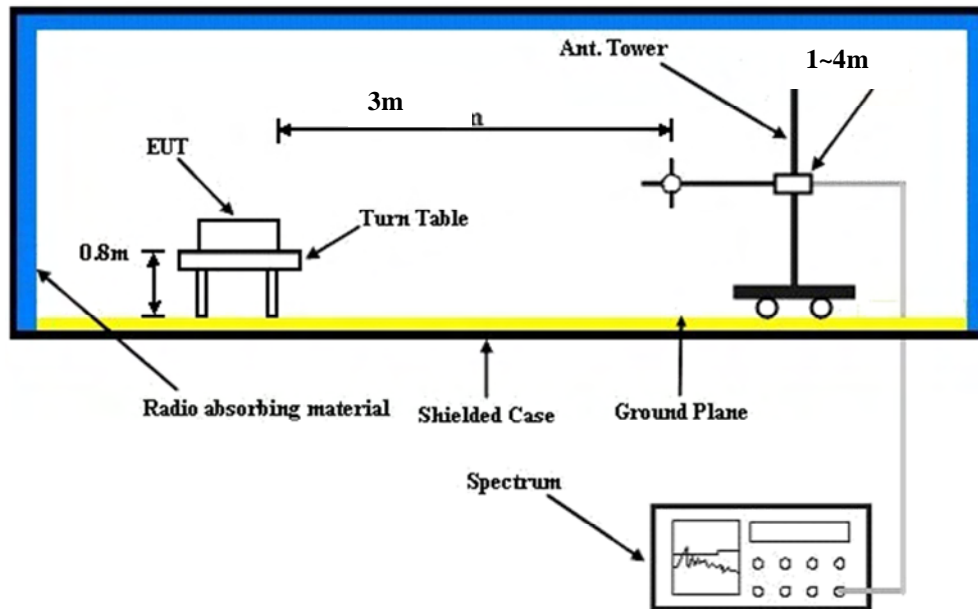 Ant. Tower
1~4m
3m
n
EUT
Turn Table
0.8m
Radio absorbing material
Shielded Case
Ground Plane
Spectrum